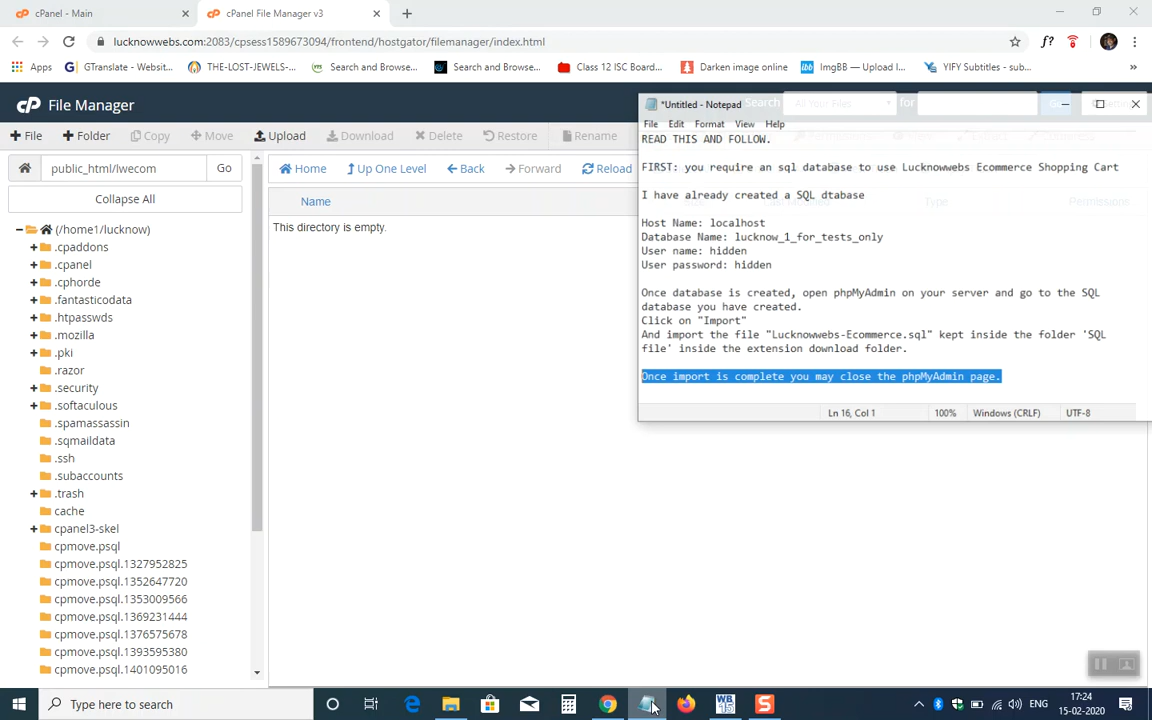 cPanel - Main
cPanel File Manager v3
lucknowwebs.com:2083/cpsess1589673094/frontend/hostgator/filemanager/index.html
Apps
GTranslate - Websit...
THE-LOST-JEWELS-...
Search and Browse...
Search and Browse...
Class 12 ISC Board...
Darken image online
ImgBB — Upload I...
YIFY Subtitles - sub...
cP File Manager
Search All Your Files for
File
Folder
Copy
Move
Upload
Download
Delete
Restore
Rename
public_html/lwecom
Go
Home
Up One Level
Back
Forward
Reload
Collapse All
Name
Type
Permissions
This directory is empty.
(/home1/lucknow)
.cpaddons
.cpanel
.cphorde
.fantasticodata
.htpasswds
.mozilla
.pki
.razor
.security
.softaculous
.spamassassin
.sqmaildata
.ssh
.subaccounts
.trash
cache
cpanel3-skel
cpmove.psql
cpmove.psql.1327952825
cpmove.psql.1352647720
cpmove.psql.1353009566
cpmove.psql.1369231444
cpmove.psql.1376575678
cpmove.psql.1393595380
cpmove.psql.1401095016
*Untitled - Notepad
File Edit Format View Help
READ THIS AND FOLLOW.
FIRST: you require an sql database to use Lucknowwebs Ecommerce Shopping Cart
I have already created a SQL dtabase
Host Name: localhost
Database Name: lucknow_1_for_tests_only
User name: hidden
User password: hidden
Once database is created, open phpMyAdmin on your server and go to the SQL
database you have created.
Click on "Import"
And import the file "Lucknowwebs-Ecommerce.sql" kept inside the folder 'SQL
file' inside the extension download folder.
Once import is complete you may close the phpMyAdmin page.
Ln 16, Col 1
100%
Windows (CRLF)
UTF-8
Type here to search
WB
15
S
ENG
17:24
15-02-2020